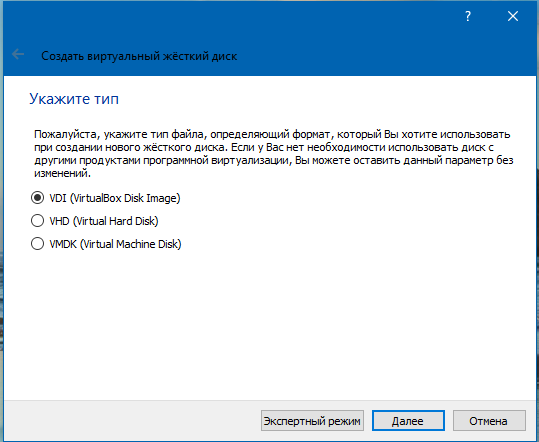 ?
Создать виртуальный жёсткий диск
Укажите тип
Пожалуйста, укажите тип файла, определяющий формат, который Вы хотите использовать
при создании нового жёсткого диска. Если у Вас нет необходимости использовать диск с
другими продуктами программной виртуализации, Вы можете оставить данный параметр без
изменений.
VDI (VirtualBox Disk Image)
VHD (Virtual Hard Disk)
VMDK (Virtual Machine Disk)
Экспертный режим Далее Отмена